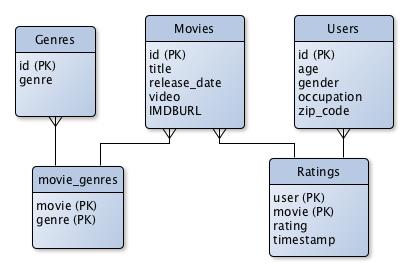 Genres
id (PK)
genre
Movies
id (PK)
title
release_date
video
IMDBURL
Users
id (PK)
age
gender
occupation
zip_code
movie_genres
movie (PK)
genre (PK)
Ratings
user (PK)
movie (PK)
rating
timestamp